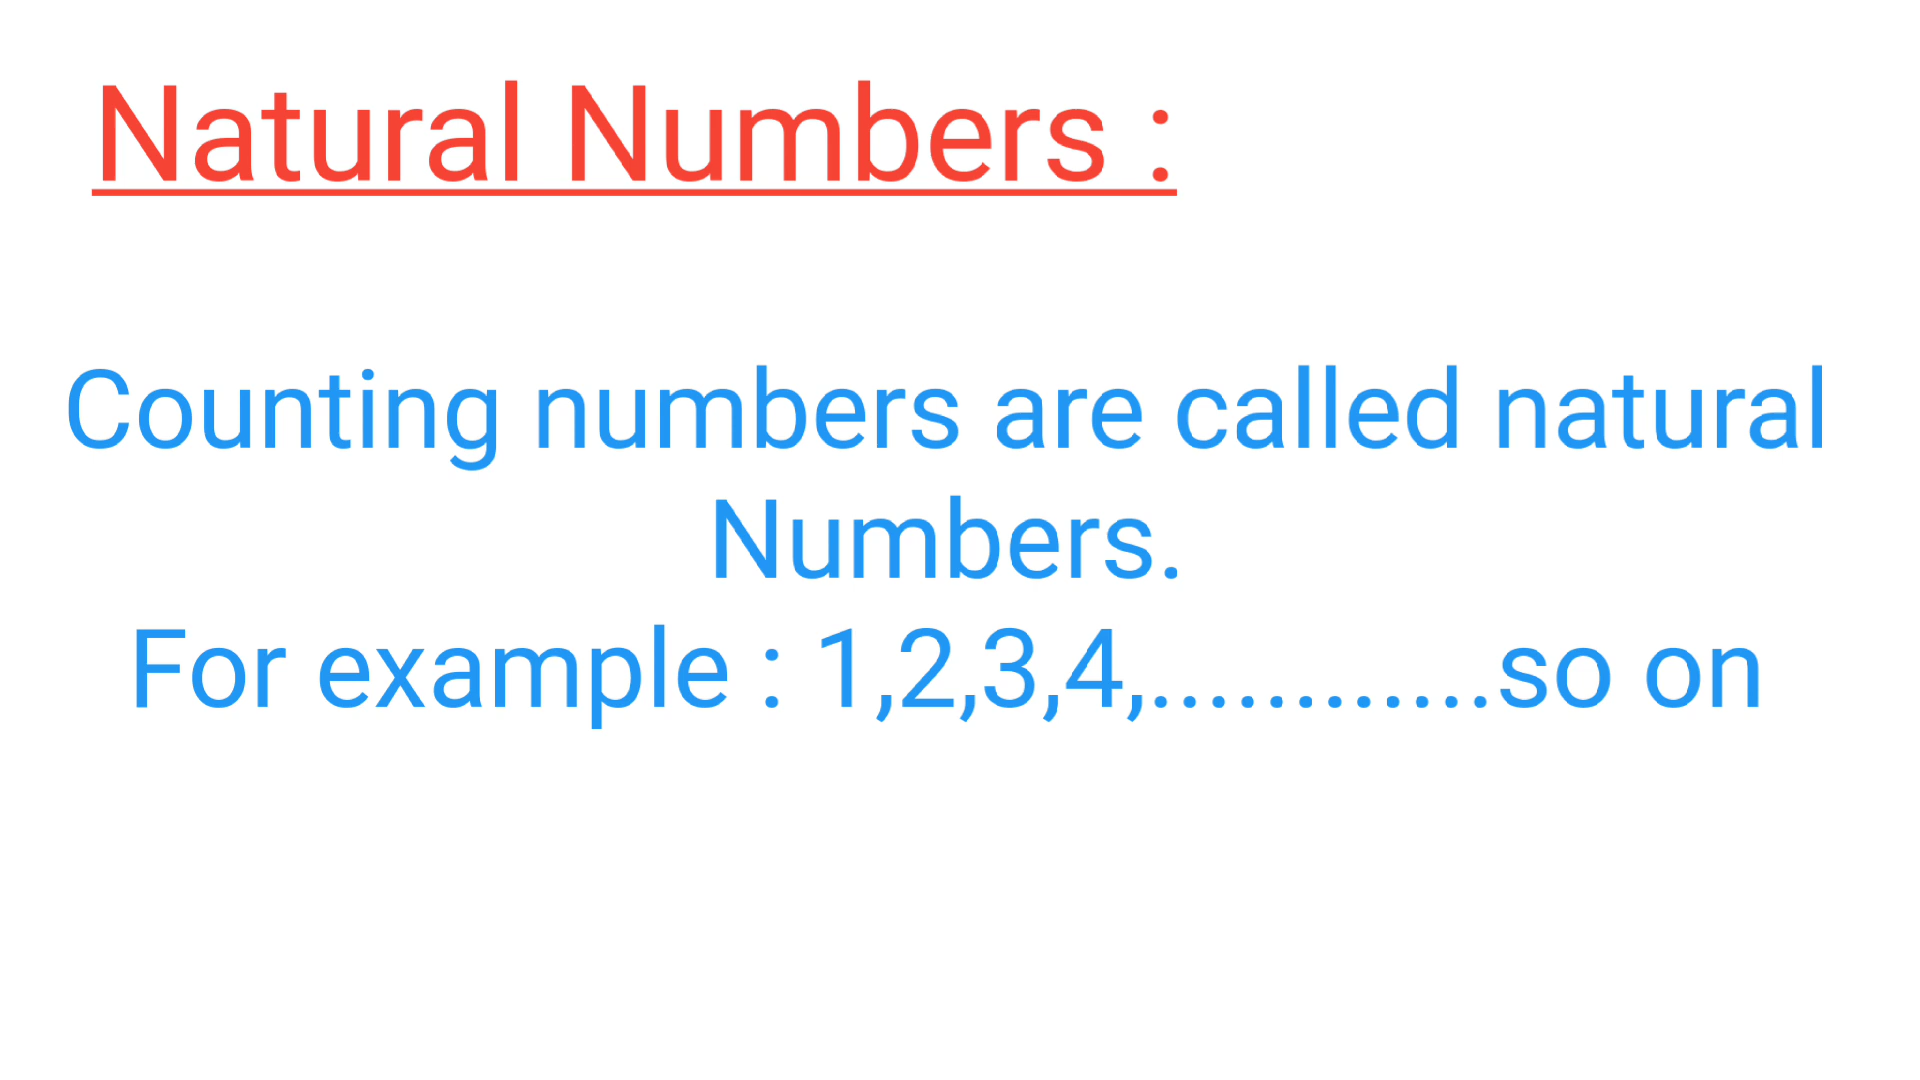 Natural Numbers :
Counting numbers are called natural
Numbers.
For example : 1,2,3,4,............so on